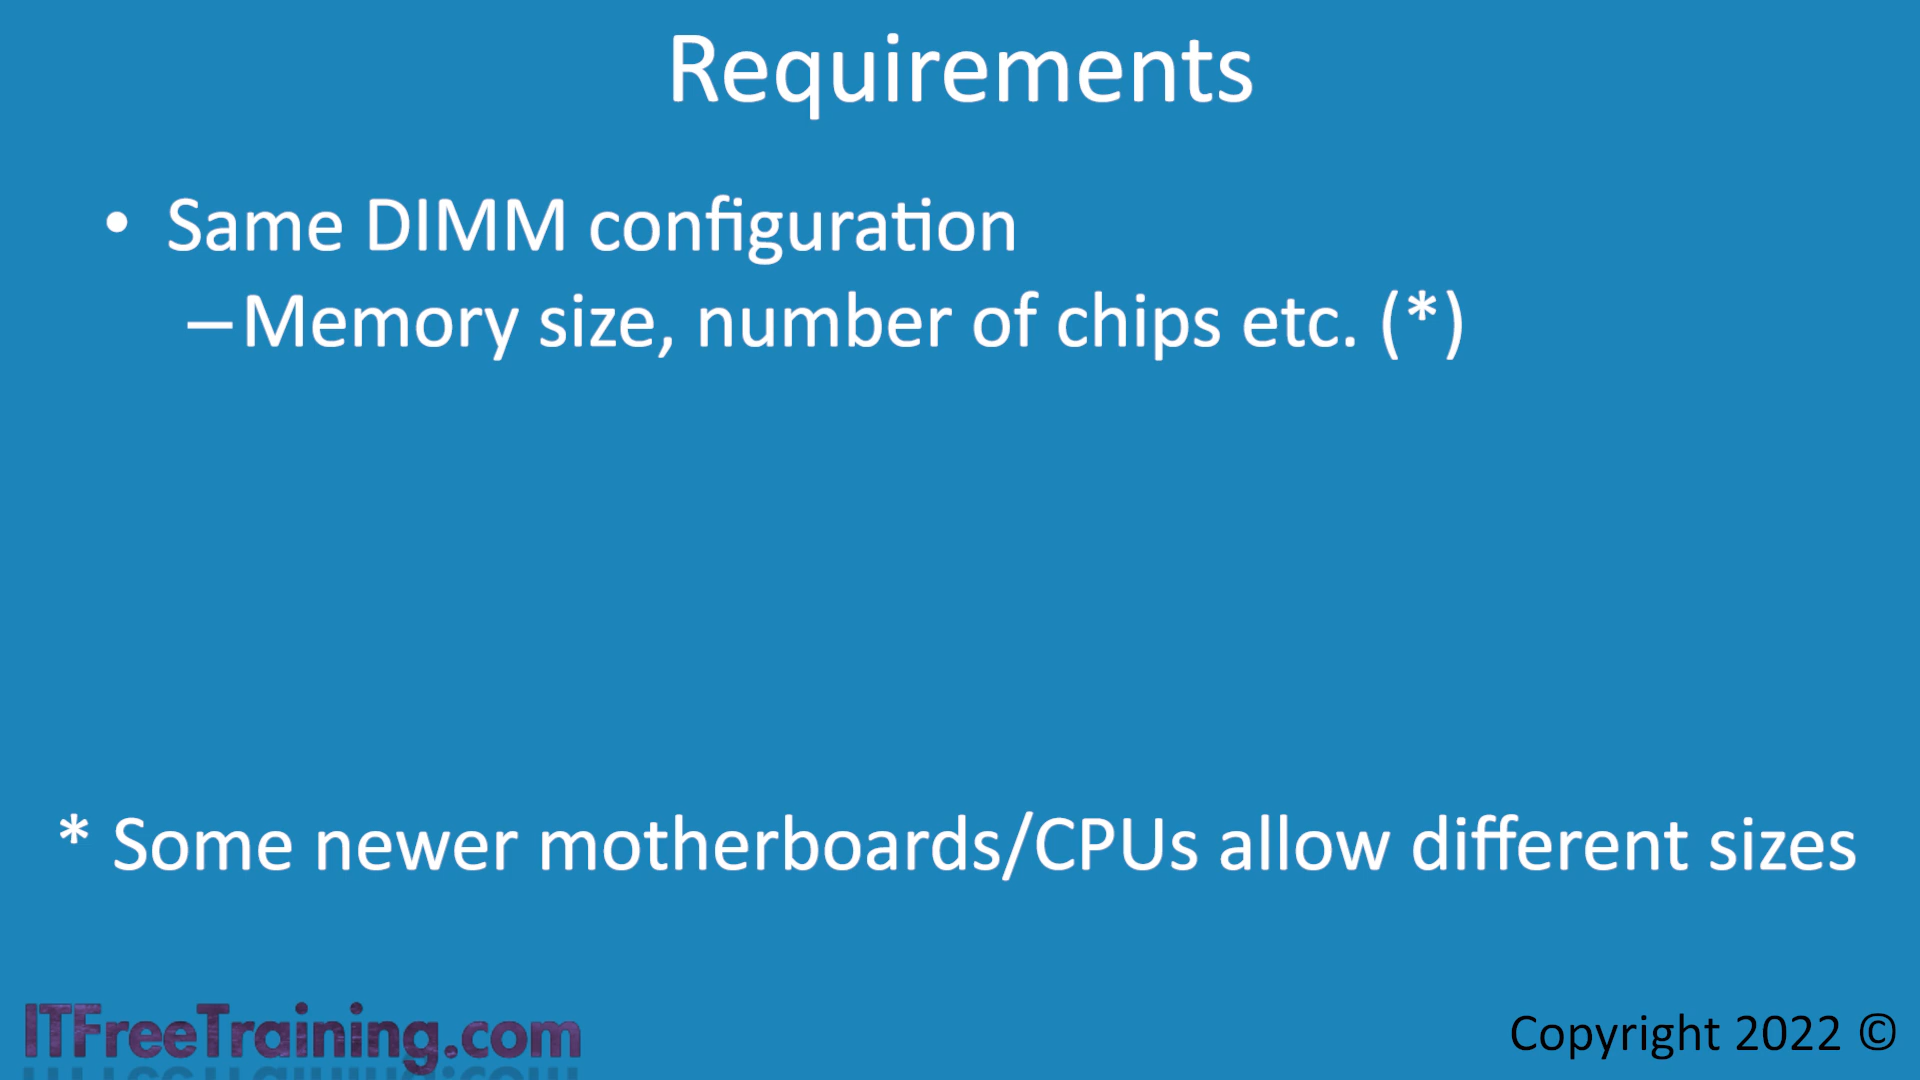 Requirements
• Same DIMM configuration
–Memory size, number of chips etc. (*)
* Some newer motherboards/CPUs allow different sizes
ITFreeTraining.com
Copyright 2022 ©